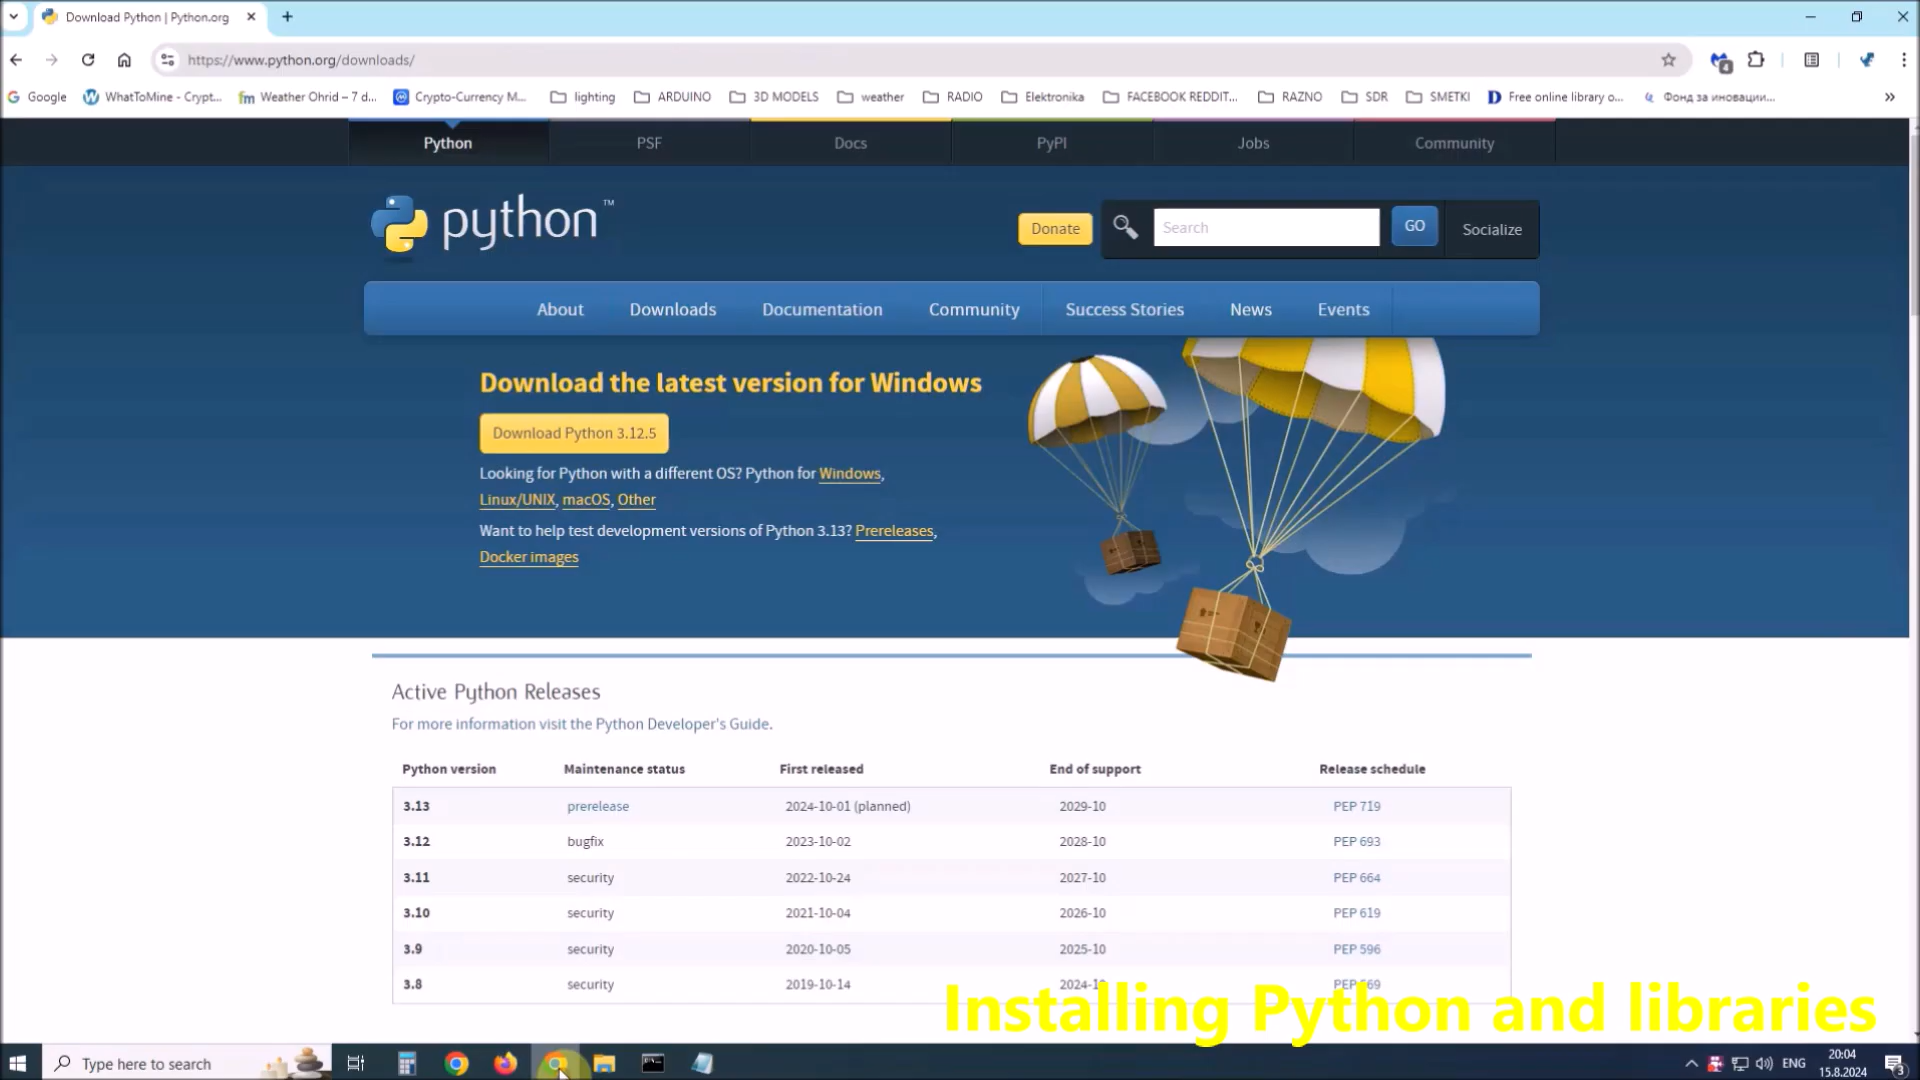 Download Python | Python.org
https://www.python.org/downloads/
Google WhatToMine - Crypt... Weather Ohrid – 7 d... Crypto-Currency M... lighting ARDUINO 3D MODELS weather RADIO Elektronika FACEBOOK REDDIT... RAZNO SDR SMETKI Free online library o... Фонд за иновации... »
Python PSF Docs PyPI Jobs Community
python™
Donate Search GO Socialize
About Downloads Documentation Community Success Stories News Events
Download the latest version for Windows
Download Python 3.12.5
Looking for Python with a different OS? Python for Windows,
Linux/UNIX, macOS, Other
Want to help test development versions of Python 3.13? Prereleases,
Docker images
Active Python Releases
For more information visit the Python Developer's Guide.
Python version Maintenance status First released End of support Release schedule
3.13 prerelease 2024-10-01 (planned) 2029-10 PEP 719
3.12 bugfix 2023-10-02 2028-10 PEP 693
3.11 security 2022-10-24 2027-10 PEP 664
3.10 security 2021-10-04 2026-10 PEP 619
3.9 security 2020-10-05 2025-10 PEP 596
3.8 security 2019-10-14
Installing Python and libraries
Type here to search
ENG
20:04
15.8.2024
3